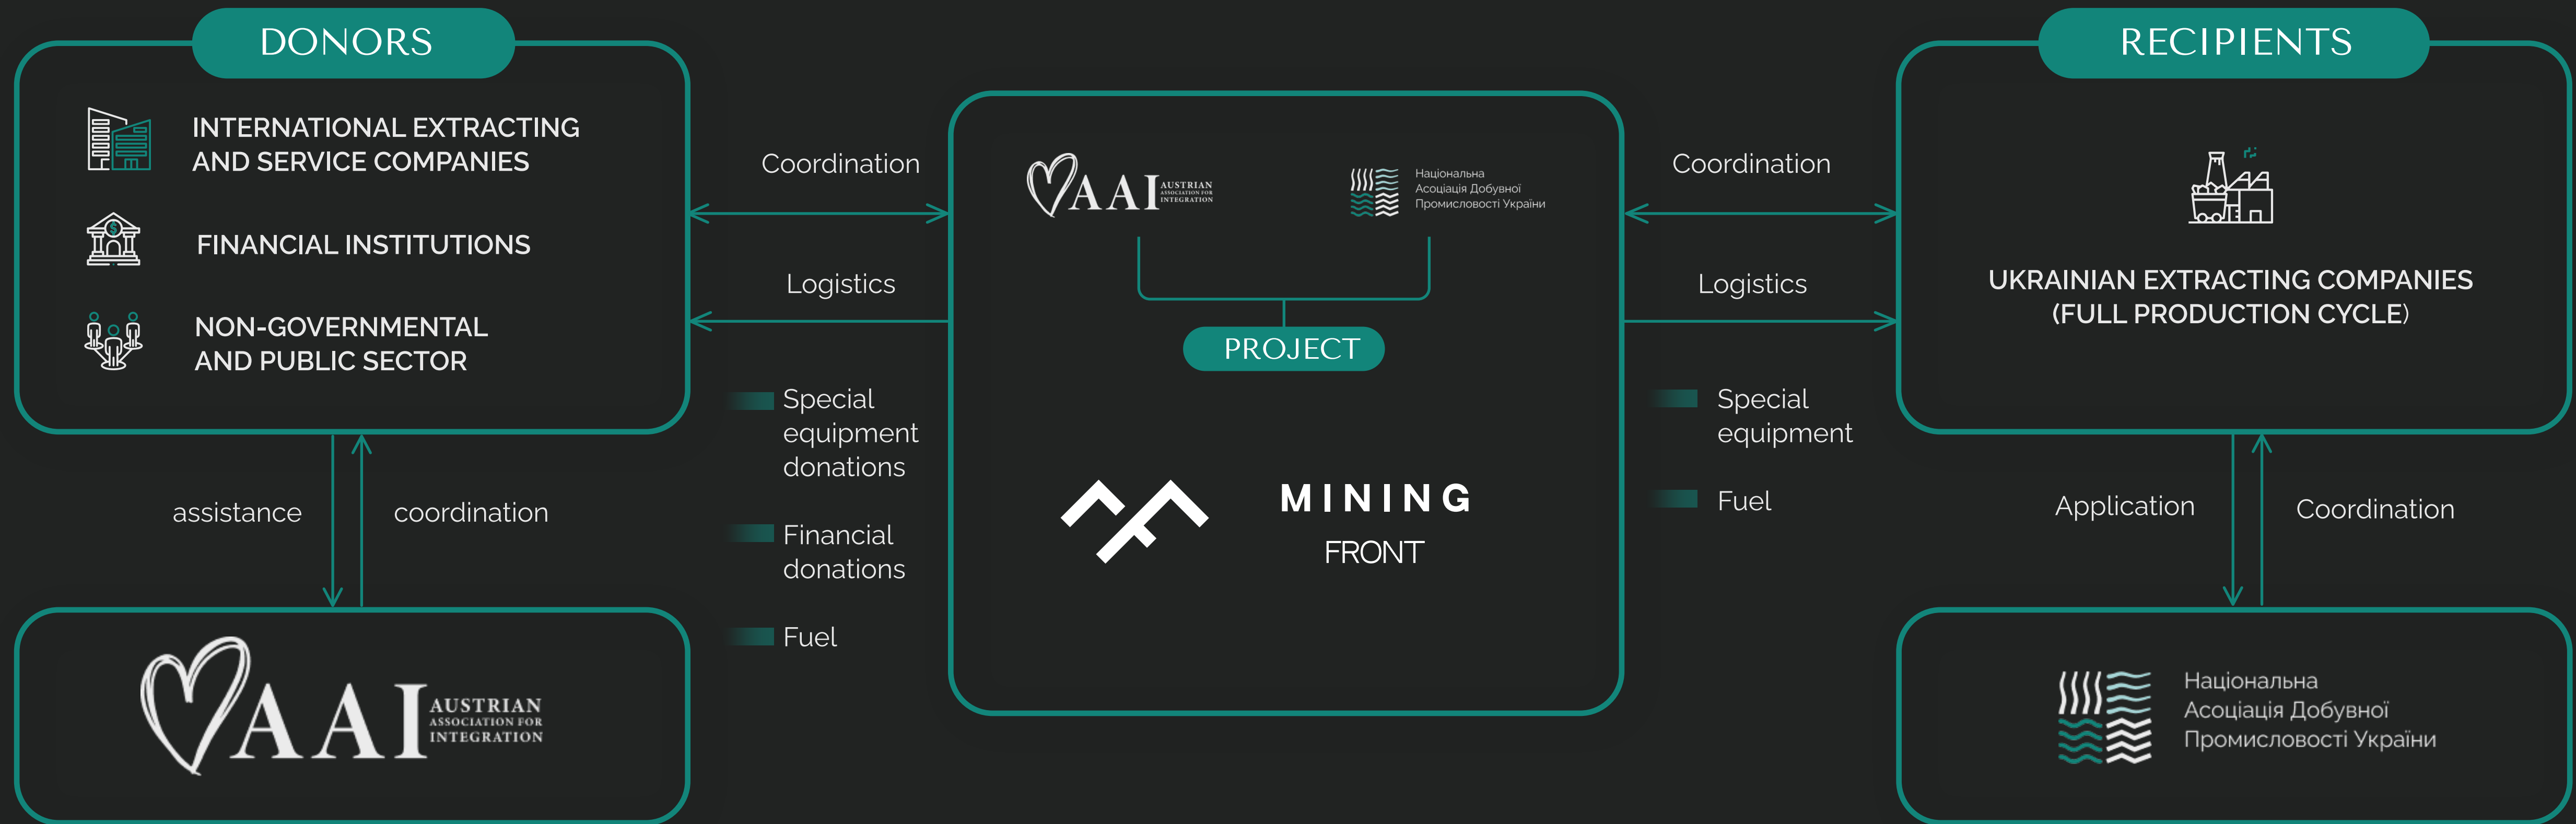 DONORS
INTERNATIONAL EXTRACTING
AND SERVICE COMPANIES
FINANCIAL INSTITUTIONS
NON-GOVERNMENTAL
AND PUBLIC SECTOR
assistance
coordination
AAI
AUSTRIAN
ASSOCIATION FOR
INTEGRATION
Coordination
Logistics
Special
equipment
donations
Financial
donations
Fuel
AAI
AUSTRIAN
ASSOCIATION FOR
INTEGRATION
Національна
Асоціація Добувної
Промисловості України
PROJECT
MINING
FRONT
Coordination
Logistics
Special
equipment
Fuel
RECIPIENTS
UKRAINIAN EXTRACTING COMPANIES
(FULL PRODUCTION CYCLE)
Application
Coordination
Національна
Асоціація Добувної
Промисловості України